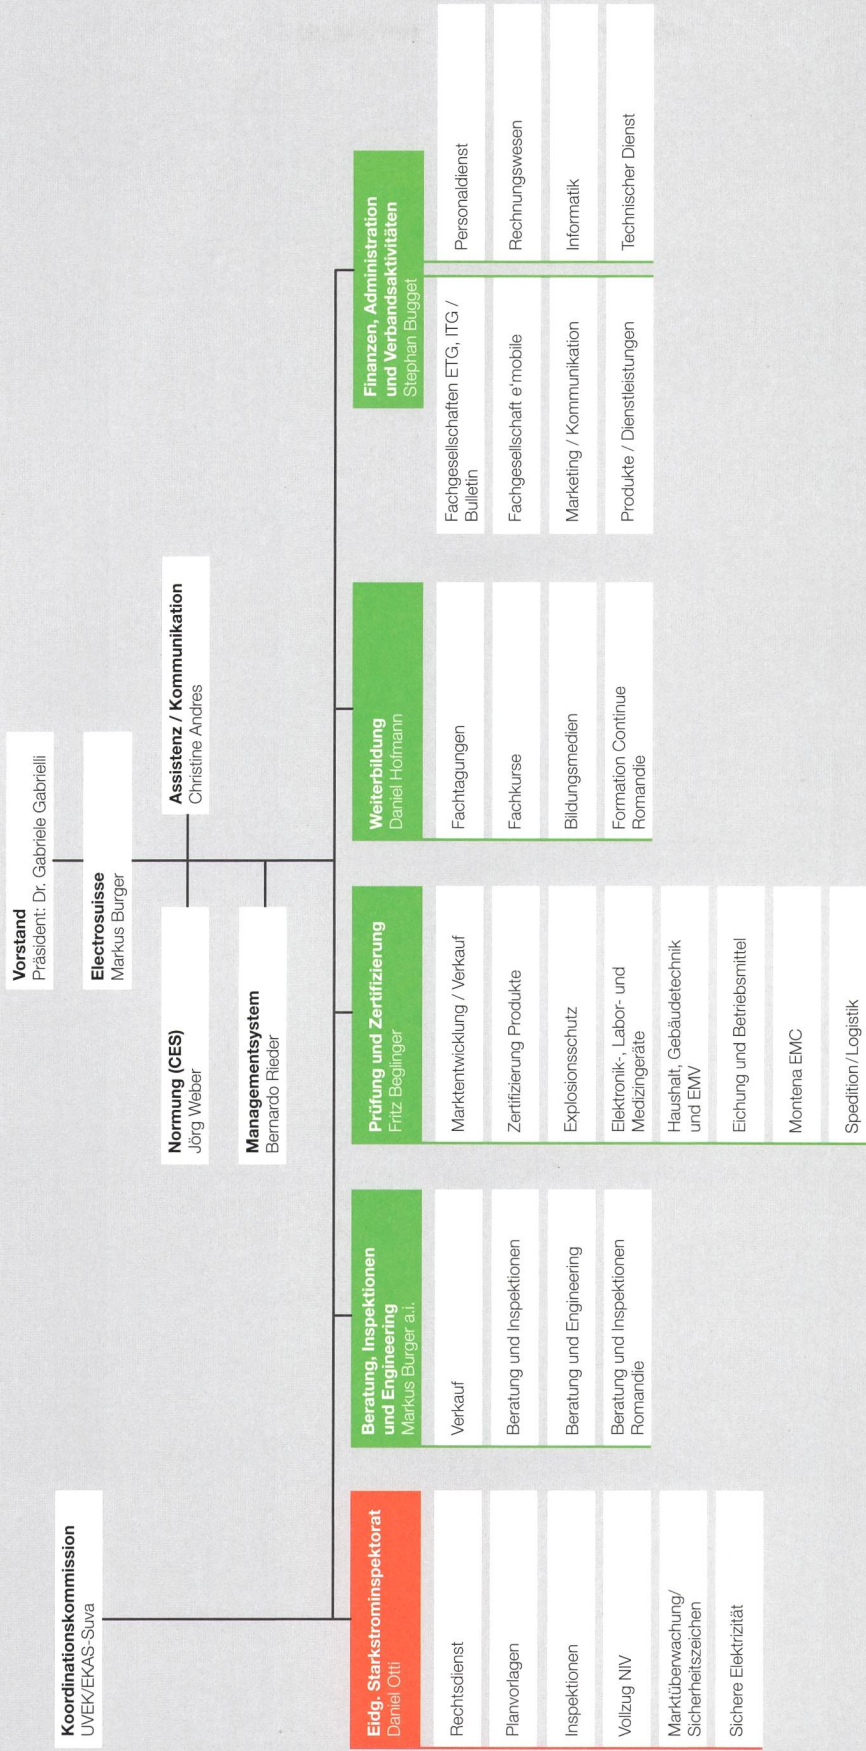 Vorstand
Präsident: Dr. Gabriele Gabrielli
Koordinationskommission
UVEK/EKAS-Suva
Electrosuisse
Markus Burger
Normung (CES)
Jörg Weber
Assistenz / Kommunikation
Christine Andres
Managementsystem
Bernardo Rieder
Eidg. Starkstrominspektorat
Daniel Otti
Rechtsdienst
Planvorlagen
Inspektionen
Vollzug NIV
Marktüberwachung/
Sicherheitszeichen
Sichere Elektrizität
Beratung, Inspektionen
und Engineering
Markus Burger a.i.
Verkauf
Beratung und Inspektionen
Beratung und Engineering
Beratung und Inspektionen
Romandie
Prüfung und Zertifizierung
Fritz Beglinger
Marktentwicklung / Verkauf
Zertifizierung Produkte
Explosionsschutz
Elektronik-, Labor- und
Medizingeräte
Haushalt, Gebäudetechnik
und EMV
Eichung und Betriebsmittel
Montena EMC
Spedition / Logistik
Weiterbildung
Daniel Hofmann
Fachtagungen
Fachkurse
Bildungsmedien
Formation Continue
Romandie
Finanzen, Administration
und Verbandsaktivitäten
Stephan Bugget
Fachgesellschaften ETG, ITG /
Bulletin
Fachgesellschaft e'mobile
Marketing / Kommunikation
Produkte / Dienstleistungen
Personaldienst
Rechnungswesen
Informatik
Technischer Dienst